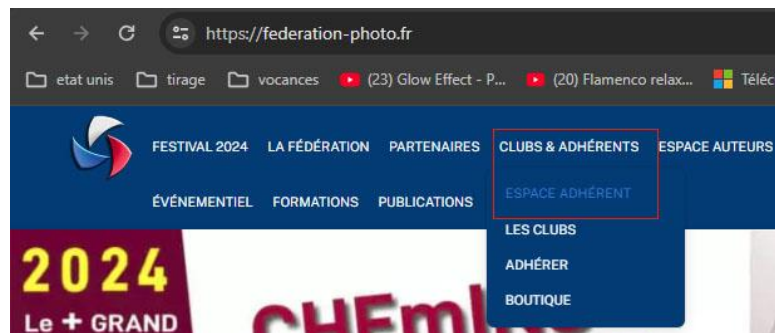 https://federation-photo.fr
etat unis tirage vocances (23) Glow Effect - P... (20) Flamenco relax... Téléc
FESTIVAL 2024 LA FÉDÉRATION PARTENAIRES CLUBS & ADHÉRENTS ESPACE AUTEURS
ÉVÉNEMENTIEL FORMATIONS PUBLICATIONS ESPACE ADHÉRENT
LES CLUBS
ADHÉRER
BOUTIQUE
2024
Le + GRAND